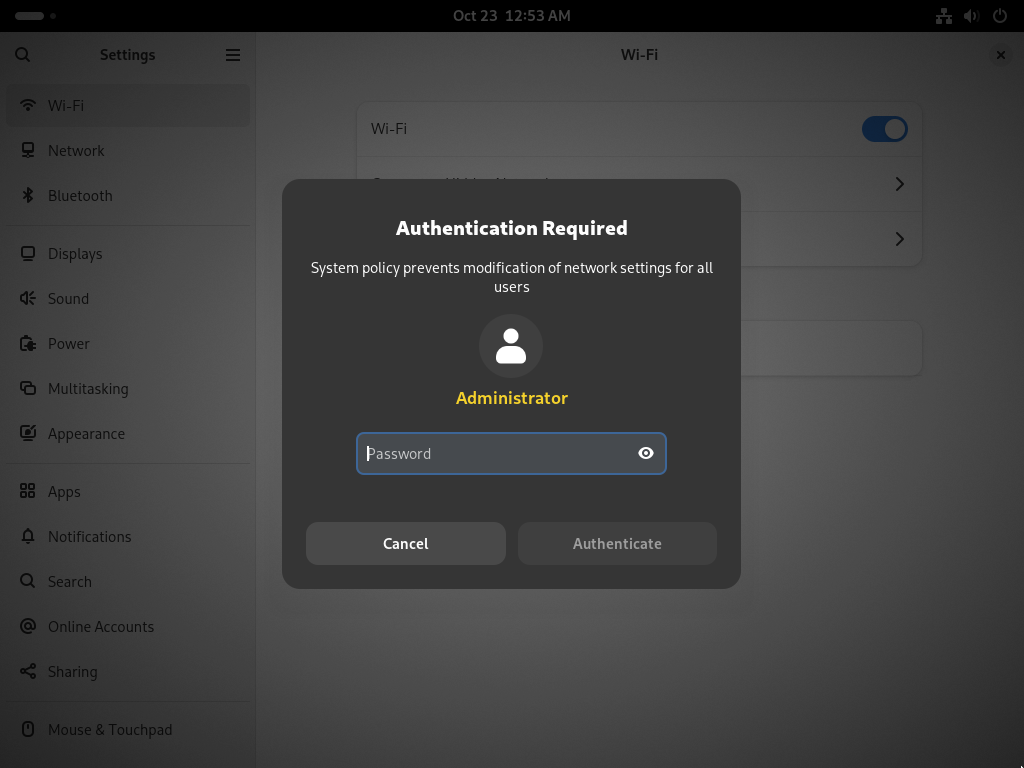 Oct 23 12:53 AM
Settings
Wi-Fi
Wi-Fi
Network
Bluetooth
Displays
Sound
Power
Multitasking
Appearance
Apps
Notifications
Search
Online Accounts
Sharing
Mouse & Touchpad
Wi-Fi
Authentication Required
System policy prevents modification of network settings for all
users
Administrator
Password
Cancel
Authenticate